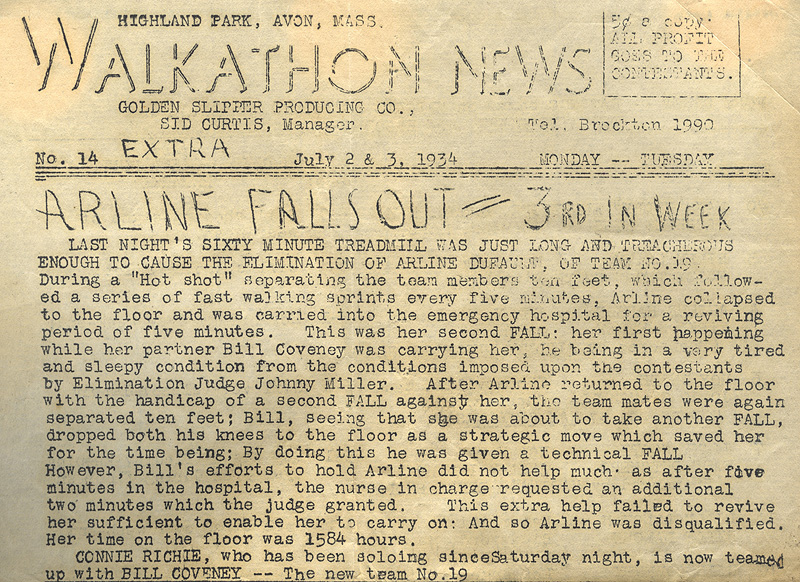 HIGHLAND PARK, AVON, MASS.
5¢ a copy.
ALL PROFIT
GOES TO THE
CONTESTANTS.
WALKATHON NEWS
GOLDEN SLIPPER PRODUCING CO.,
SID CURTIS, Manager.
Tel. Brockton 1990
No. 14 EXTRA July 2 & 3, 1934 MONDAY -- TUESDAY
ARLINE FALLS OUT = 3RD IN WEEK
LAST NIGHT'S SIXTY MINUTE TREADMILL WAS JUST LONG AND TREACHEROUS
ENOUGH TO CAUSE THE ELIMINATION OF ARLINE DUFAULT, OF TEAM NO.19.
During a "Hot shot" separating the team members ten feet, which follow-
ed a series of fast walking sprints every five minutes, Arline collapsed
to the floor and was carried into the emergency hospital for a reviving
period of five minutes. This was her second FALL: her first happening
while her partner Bill Coveney was carrying her, he being in a very tired
and sleepy condition from the conditions imposed upon the contestants
by Elimination Judge Johnny Miller. After Arline returned to the floor
with the handicap of a second FALL against her, the team mates were again
separated ten feet; Bill, seeing that she was about to take another FALL,
dropped both his knees to the floor as a strategic move which saved her
for the time being; By doing this he was given a technical FALL
However, Bill's efforts to hold Arline did not help much. as after five
minutes in the hospital, the nurse in charge requested an additional
two minutes which the judge granted. This extra help failed to revive
her sufficient to enable her to carry on: And so Arline was disqualified.
Her time on the floor was 1584 hours.
CONNIE RICHIE, who has been soloing sinceSaturday night, is now teamed
up with BILL COVENEY -- The new team No.19